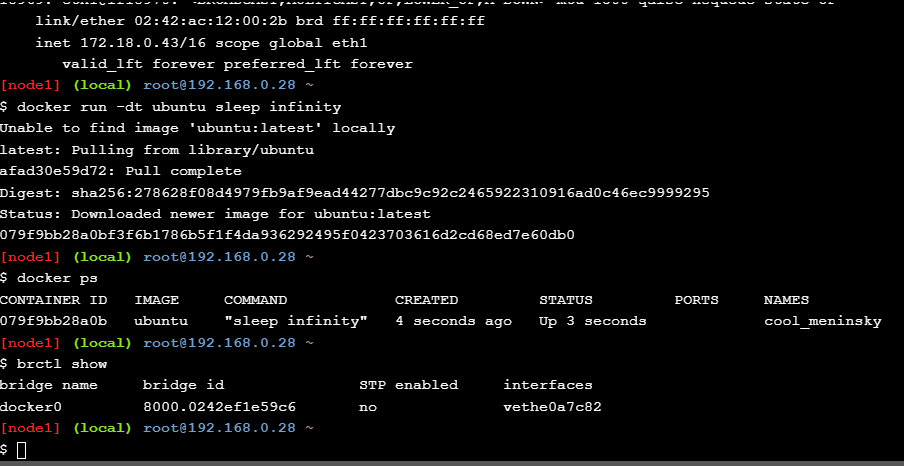 link/ether 02:42:ac:12:00:2b brd ff:ff:ff:ff:ff:ff
inet 172.18.0.43/16 scope global eth1
valid_lft forever preferred_lft forever
[node1] (local) root@192.168.0.28 ~
$ docker run -dt ubuntu sleep infinity
Unable to find image 'ubuntu:latest' locally
latest: Pulling from library/ubuntu
afad30e59d72: Pull complete
Digest: sha256:278628f08d4979fb9af9ead44277dbc9c92c2465922310916ad0c46ec9999295
Status: Downloaded newer image for ubuntu:latest
079f9bb28a0bf3f6b1786b5f1f4da936292495f0423703616d2cd68ed7e60db0
[node1] (local) root@192.168.0.28 ~
$ docker ps
CONTAINER ID IMAGE COMMAND CREATED STATUS PORTS NAMES
079f9bb28a0b ubuntu "sleep infinity" 4 seconds ago Up 3 seconds cool_meninsky
[node1] (local) root@192.168.0.28 ~
$ brctl show
bridge name bridge id STP enabled interfaces
docker0 8000.0242ef1e59c6 no vethe0a7c82
[node1] (local) root@192.168.0.28 ~
$